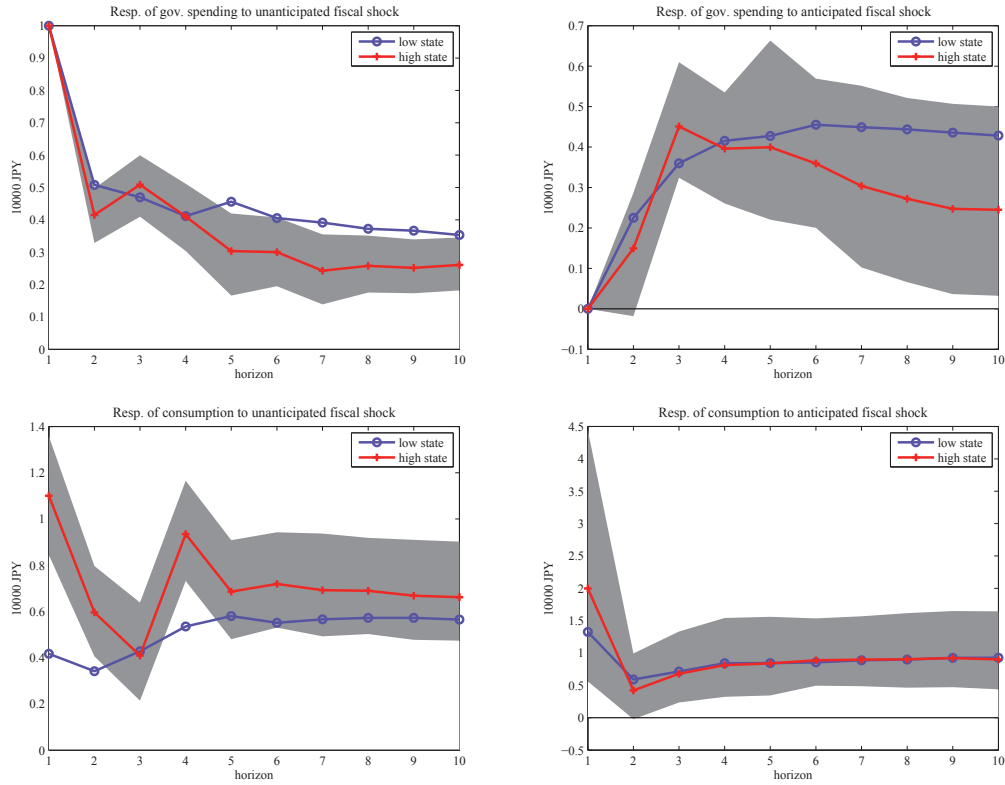 Resp. of gov. spending to unanticipated fiscal shock
1
0.9
0.8
0.7
0.6
0.5
0.4
0.3
0.2
0.1
0
10000 JPY
low state
high state
1 2 3 4 5 6 7 8 9 10
horizon
Resp. of gov. spending to anticipated fiscal shock
0.7
0.6
0.5
0.4
0.3
0.2
0.1
0
−0.1
10000 JPY
low state
high state
1 2 3 4 5 6 7 8 9 10
horizon
Resp. of consumption to unanticipated fiscal shock
1.4
1.2
1
0.8
0.6
0.4
0.2
0
10000 JPY
low state
high state
1 2 3 4 5 6 7 8 9 10
horizon
Resp. of consumption to anticipated fiscal shock
4.5
4
3.5
3
2.5
2
1.5
1
0.5
0
−0.5
10000 JPY
low state
high state
1 2 3 4 5 6 7 8 9 10
horizon